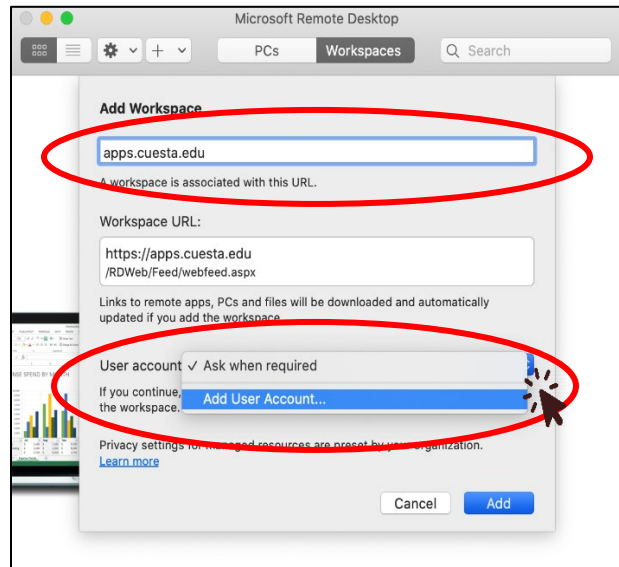 Microsoft Remote Desktop
PCs
Workspaces
Search
Add Workspace
apps.cuesta.edu
A workspace is associated with this URL.
Workspace URL:
https://apps.cuesta.edu
/RDWeb/Feed/webfeed.aspx
Links to remote apps, PCs and files will be downloaded and automatically
updated if you add the workspace.
User account
✓ Ask when required
If you continue,
Add User Account...
the workspace.
Privacy settings for managed resources are preset by your organization.
Learn more
Cancel
Add